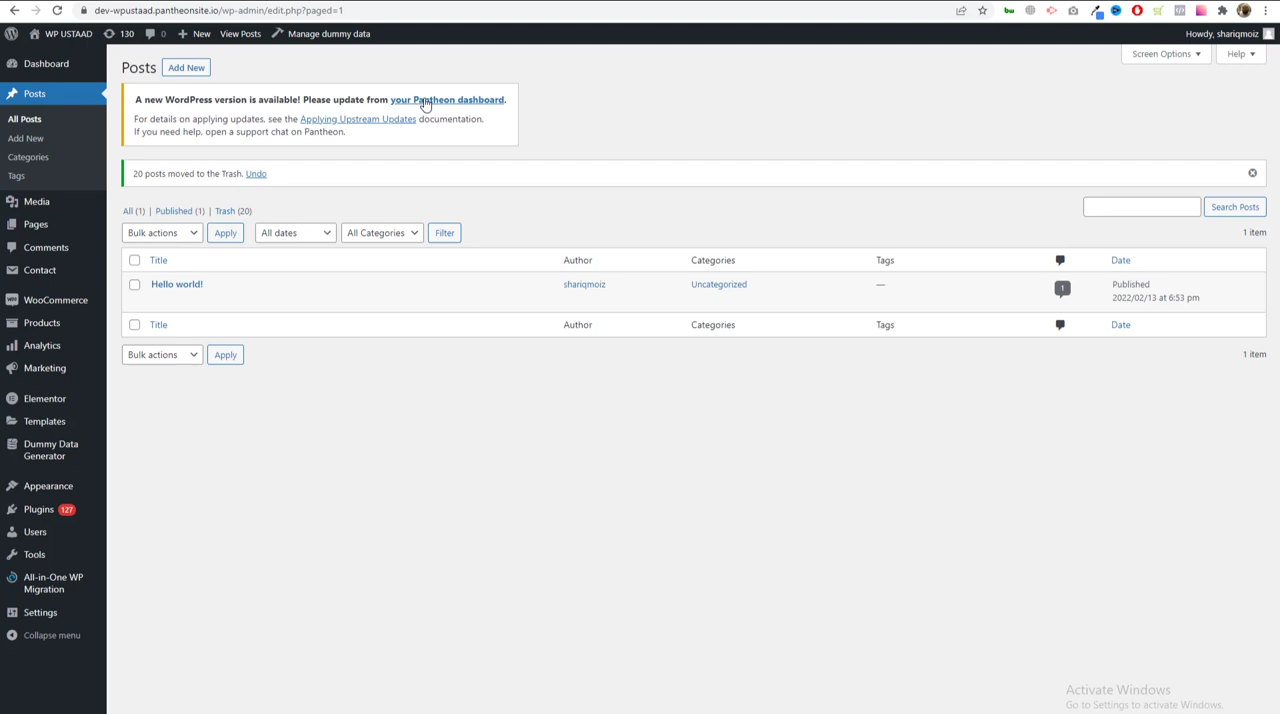 dev-wpustaad.pantheonsite.io/wp-admin/edit.php?paged=1
WP USTAAD 130 0 New View Posts Manage dummy data Howdy, shariqmoiz
Dashboard
Posts
All Posts
Add New
Categories
Tags
Media
Pages
Comments
Contact
WooCommerce
Products
Analytics
Marketing
Elementor
Templates
Dummy Data
Generator
Appearance
Plugins 127
Users
Tools
All-in-One WP
Migration
Settings
Collapse menu
Screen Options Help
Posts Add New
A new WordPress version is available! Please update from your Pantheon dashboard.
For details on applying updates, see the Applying Upstream Updates documentation.
If you need help, open a support chat on Pantheon.
20 posts moved to the Trash. Undo
All (1) | Published (1) | Trash (20)
Search Posts
Bulk actions Apply All dates All Categories Filter
1 item
Title Author Categories Tags Date
Hello world! shariqmoiz Uncategorized — 1 Published
2022/02/13 at 6:53 pm
Title Author Categories Tags Date
Bulk actions Apply 1 item
Activate Windows
Go to Settings to activate Windows.